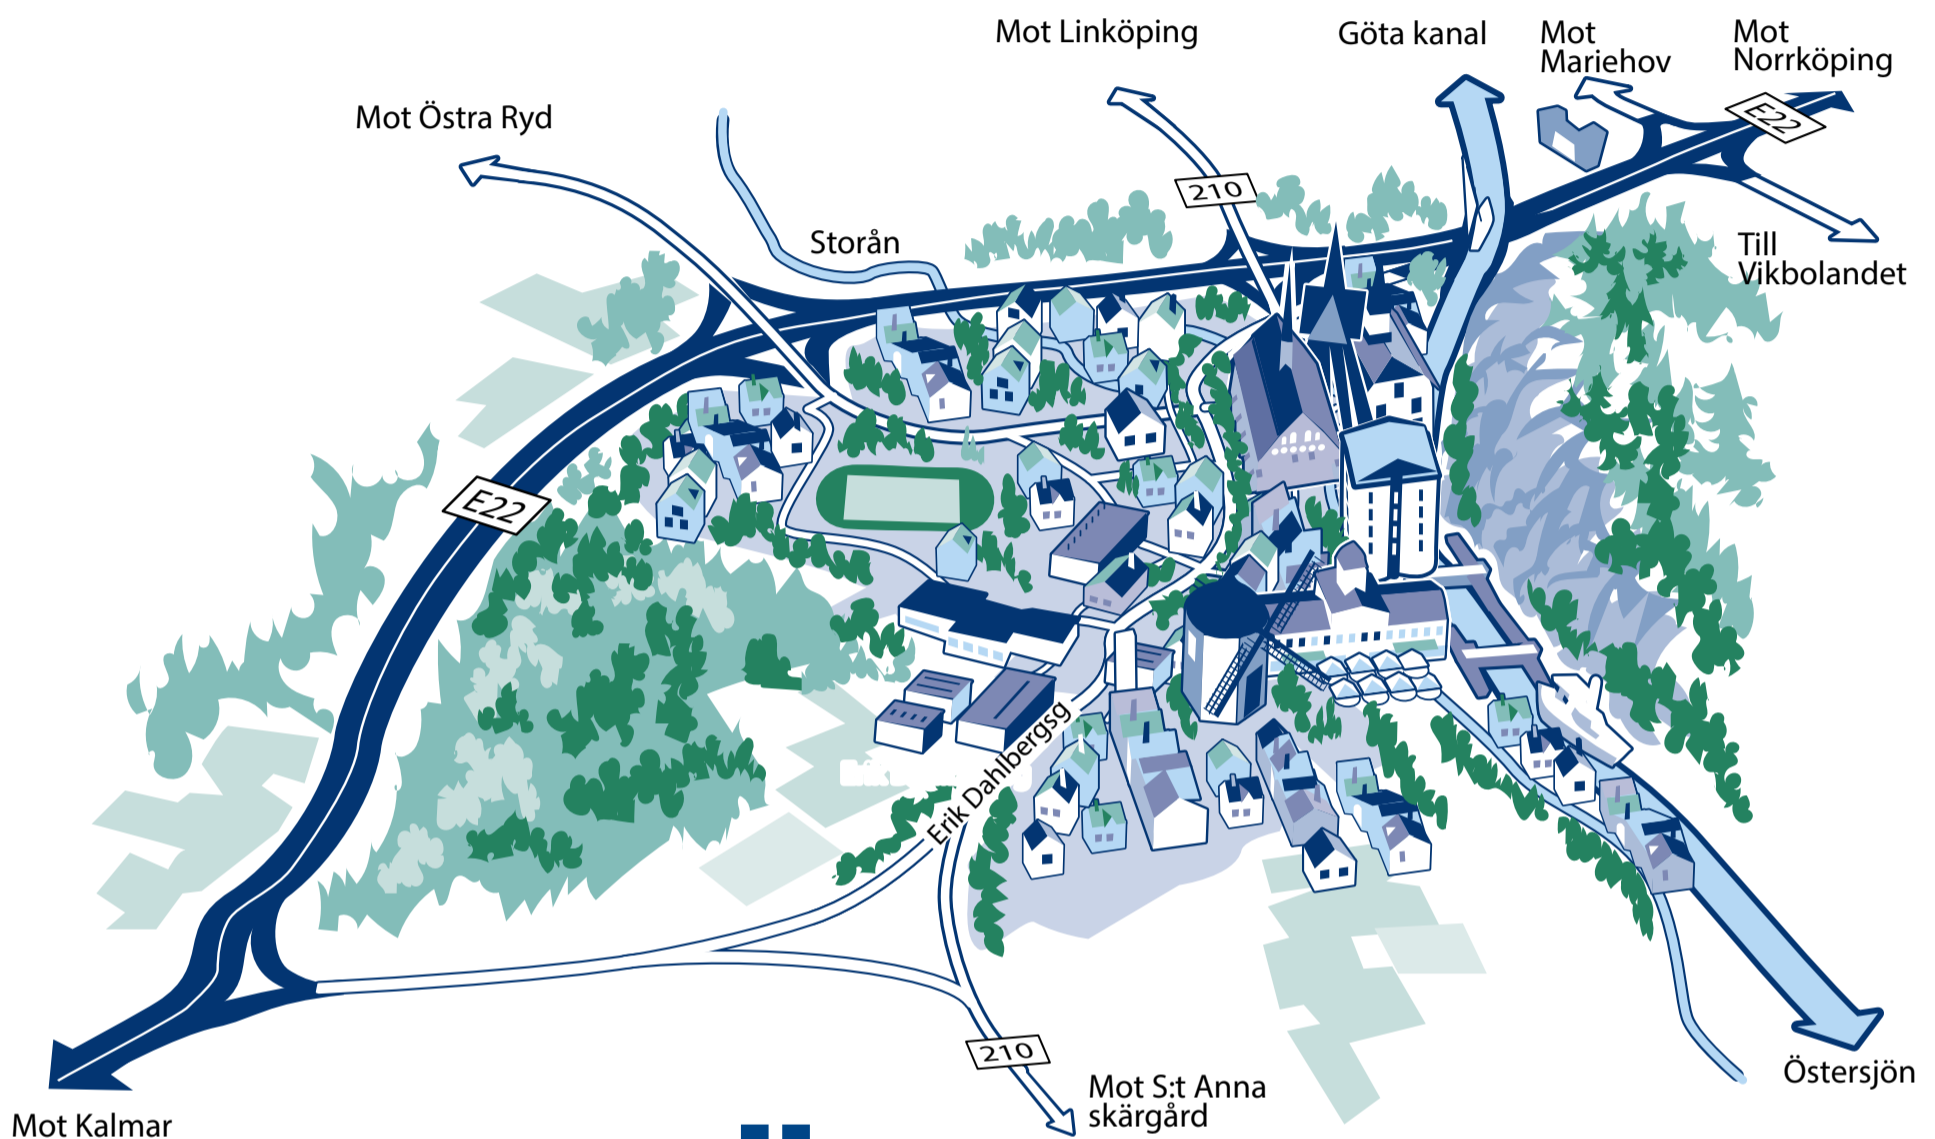 Mot Linköping
Göta kanal
Mot
Mariehov
Mot
Norrköping
Mot Östra Ryd
E22
210
Storån
Till
Vikbolandet
E22
Erik Dahlbergsg
210
Östersjön
Mot S:t Anna
skärgård
Mot Kalmar